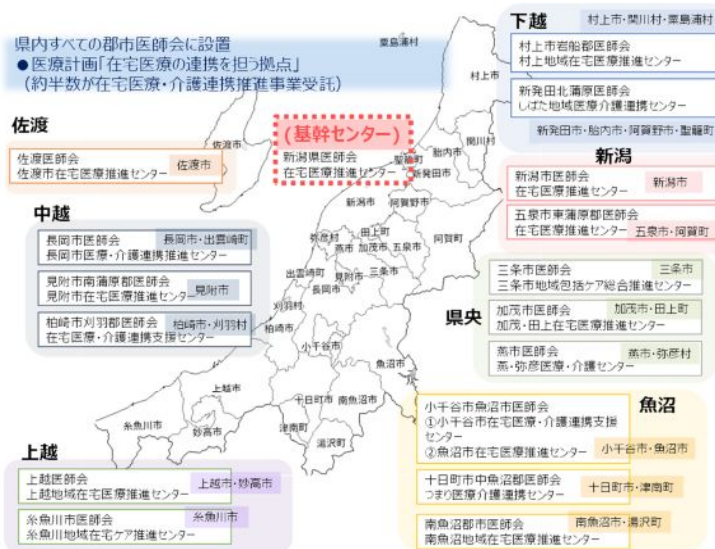 県内すべての郡市医師会に設置
●医療計画「在宅医療の連携を担う拠点」
(約半数が在宅医療・介護連携推進事業受託)
下越
村上市・関川村・粟島浦村
村上市岩船郡医師会
村上地域在宅医療推進センター
新発田北蒲原医師会
しばた地域医療介護連携センター
新発田市・胎内市・阿賀野市・聖籠町
佐渡
佐渡医師会
佐渡市在宅医療推進センター
佐渡市
(基幹センター)
新潟県医師会
在宅医療推進センター
新潟
新潟市医師会
在宅医療推進センター
新潟市
五泉市東蒲原郡医師会
在宅医療推進センター
五泉市・阿賀町
中越
長岡市医師会
長岡市・出雲崎町
長岡市医療・介護連携推進センター
見附市南蒲原郡医師会
見附市在宅医療推進センター
見附市
柏崎市刈羽郡医師会
柏崎市・刈羽村
在宅医療・介護連携支援センター
県央
三条市医師会
三条市
三条市地域包括ケア総合推進センター
加茂市医師会
加茂市・田上町
加茂・田上在宅医療推進センター
燕市医師会
燕市・弥彦村
燕・弥彦医療・介護センター
魚沼
小千谷市魚沼市医師会
①小千谷市在宅医療・介護連携支援
センター
②魚沼市在宅医療推進センター
小千谷市・魚沼市
十日町市中魚沼郡医師会
つまり医療介護連携センター
十日町市・津南町
南魚沼郡市医師会
南魚沼市・湯沢町
南魚沼地域在宅医療推進センター
上越
上越医師会
上越地域在宅医療推進センター
上越市・妙高市
糸魚川市医師会
糸魚川市
糸魚川地域在宅ケア推進センター
粟島浦村
村上市
関川村
胎内市
聖籠町
新発田市
佐渡市
新潟市
阿賀野市
弥彦村
田上町
燕市
加茂市
五泉市
阿賀町
出雲崎町
見附市
三条市
長岡市
刈羽村
柏崎市
小千谷市
魚沼市
上越市
十日町市
南魚沼市
糸魚川市
妙高市
津南町
湯沢町